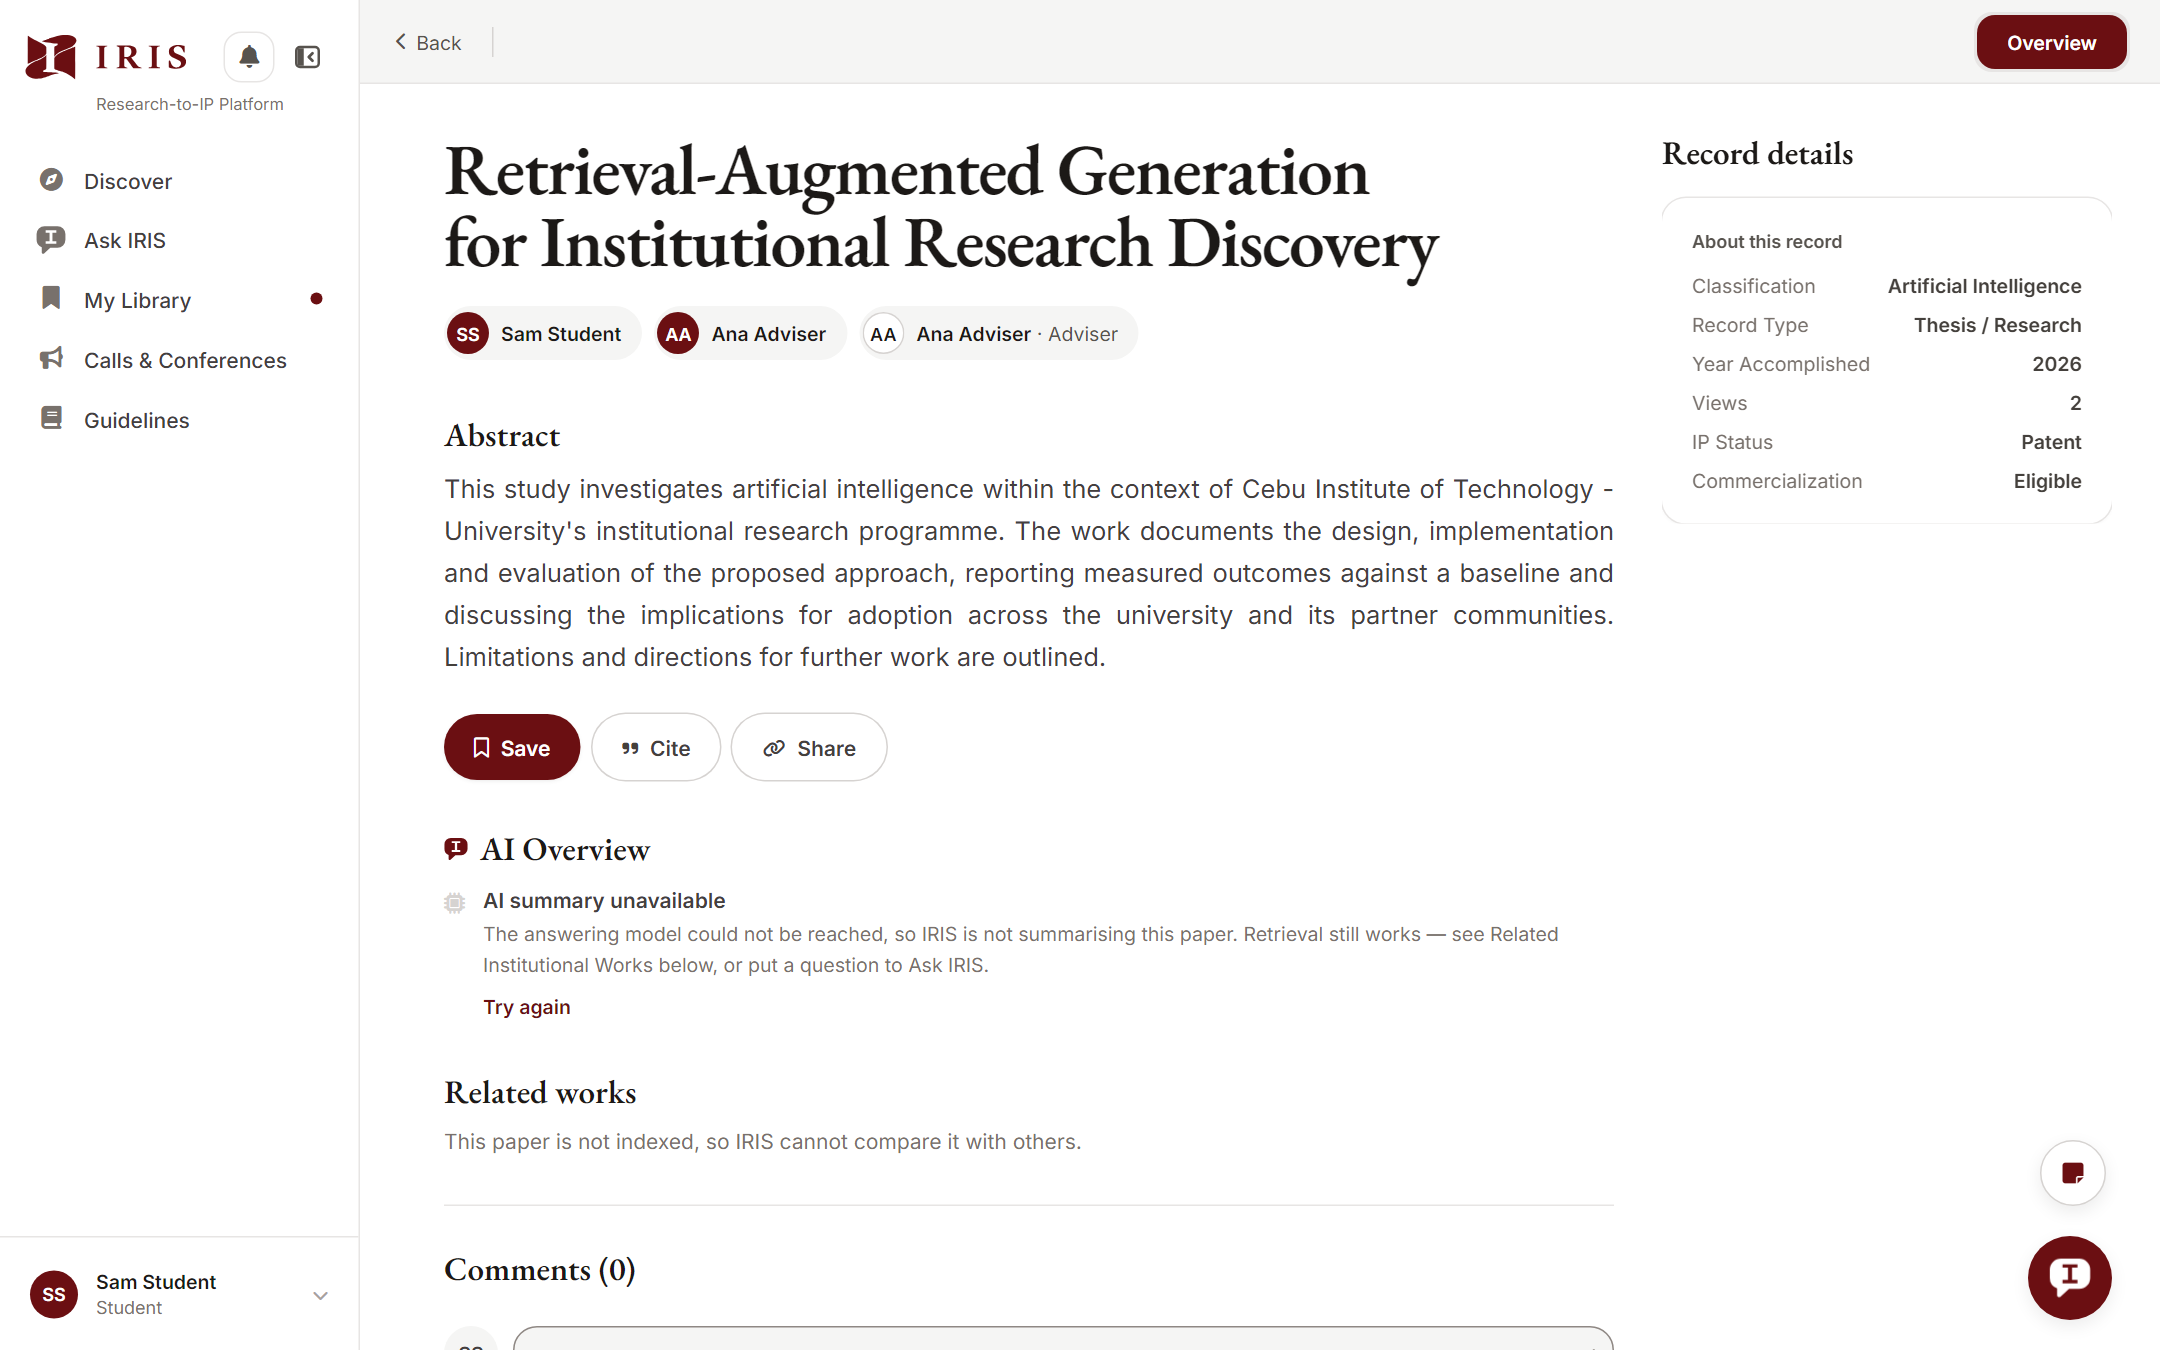 IRIS
Research-to-IP Platform
Discover
Ask IRIS
My Library
Calls & Conferences
Guidelines
SS
Sam Student
Student
Back
Overview
Retrieval-Augmented Generation
for Institutional Research Discovery
SS Sam Student
AA Ana Adviser
AA Ana Adviser · Adviser
Abstract
This study investigates artificial intelligence within the context of Cebu Institute of Technology -
University's institutional research programme. The work documents the design, implementation
and evaluation of the proposed approach, reporting measured outcomes against a baseline and
discussing the implications for adoption across the university and its partner communities.
Limitations and directions for further work are outlined.
Save
Cite
Share
AI Overview
AI summary unavailable
The answering model could not be reached, so IRIS is not summarising this paper. Retrieval still works — see Related
Institutional Works below, or put a question to Ask IRIS.
Try again
Related works
This paper is not indexed, so IRIS cannot compare it with others.
Comments (0)
Record details
About this record
Classification Artificial Intelligence
Record Type Thesis / Research
Year Accomplished 2026
Views 2
IP Status Patent
Commercialization Eligible